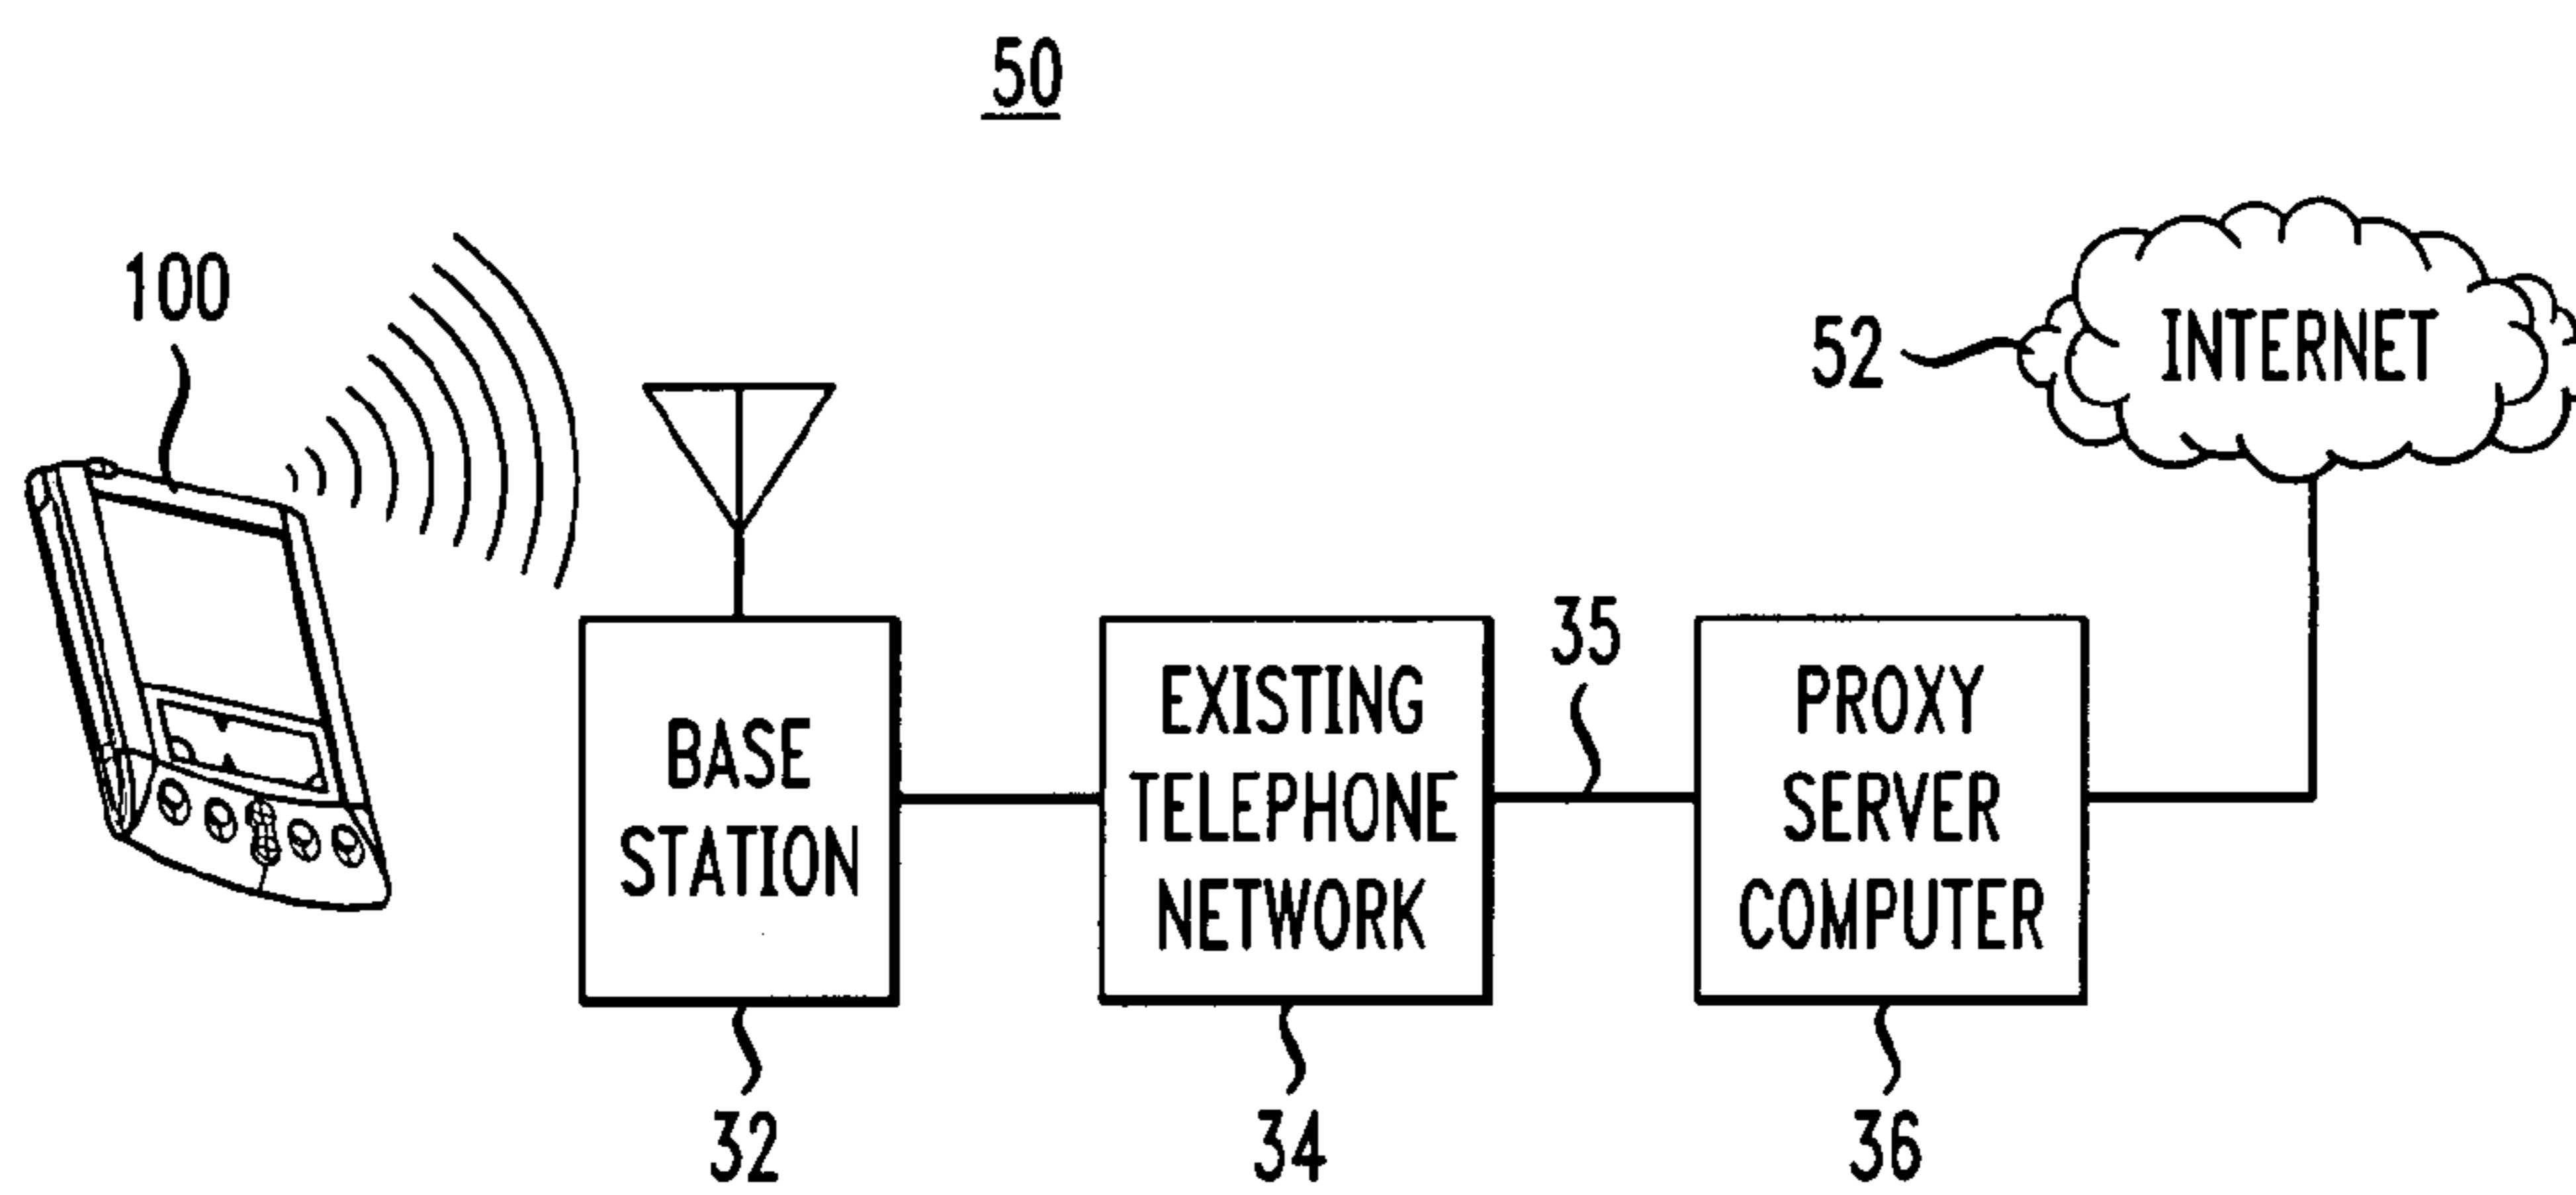 50
100
52
INTERNET
35
BASE
STATION
EXISTING
TELEPHONE
NETWORK
PROXY
SERVER
COMPUTER
32
34
36